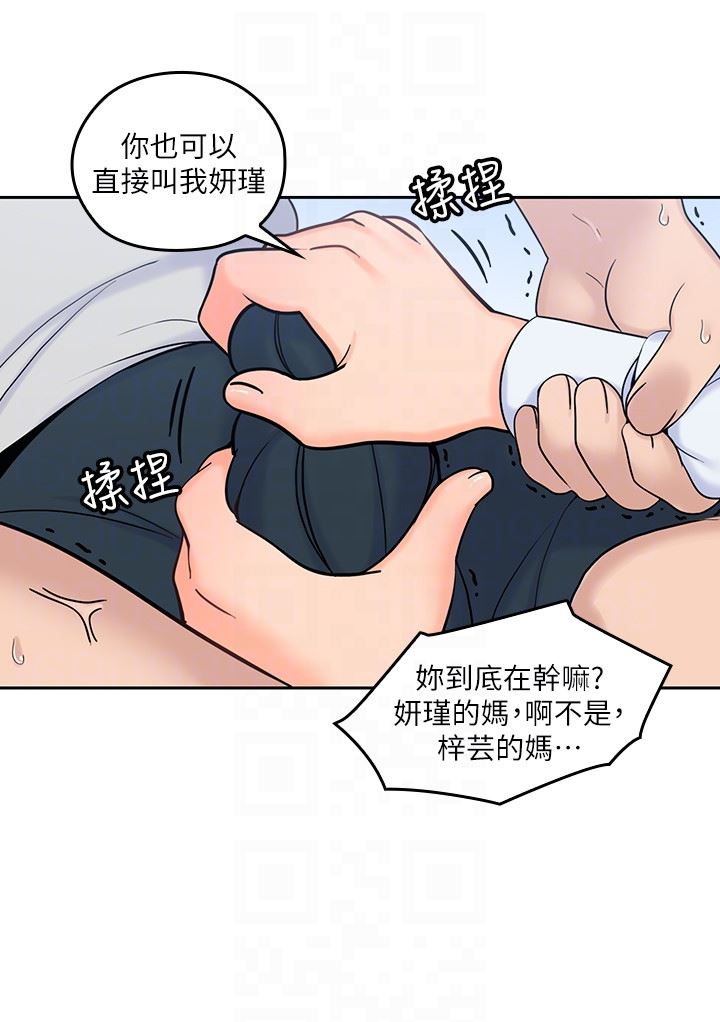 你也可以
直接叫我妍瑾
揉捏
揉捏
妳到底在幹嘛?
妍瑾的媽,啊不是,
梓芸的媽…